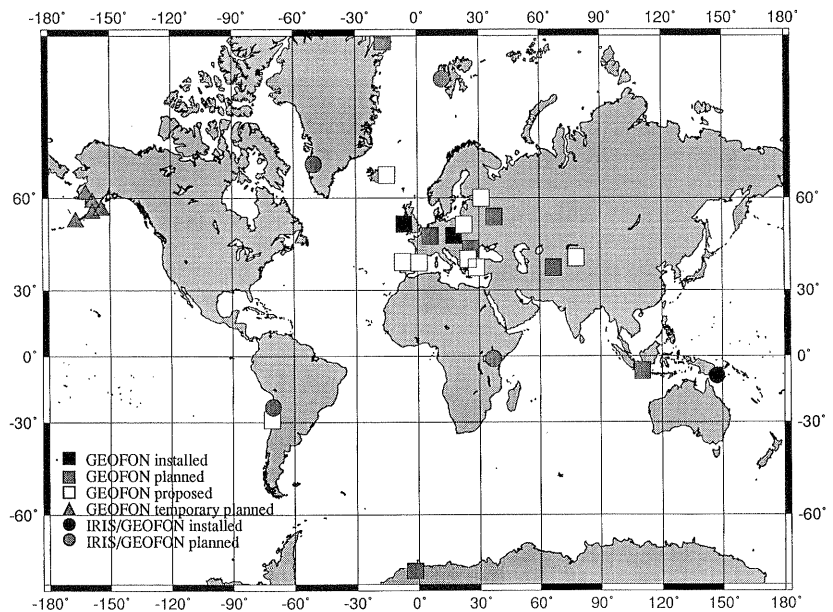 -180° -150° -120° -90° -60° -30° 0° 30° 60° 90° 120° 150° 180°
60° 60°
30° 30°
0° 0°
-30° -30°
-60° -60°
GEOFON installed
GEOFON planned
GEOFON proposed
GEOFON temporary planned
IRIS/GEOFON installed
IRIS/GEOFON planned
-180° -150° -120° -90° -60° -30° 0° 30° 60° 90° 120° 150° 180°